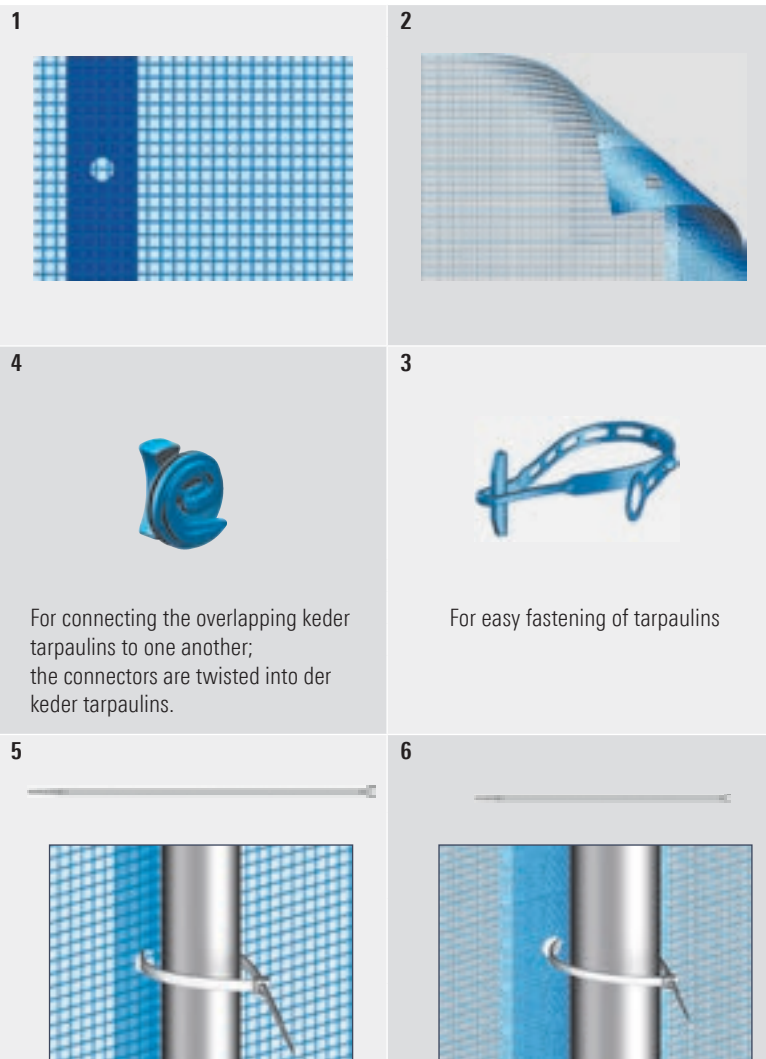 1
2
4
3
For connecting the overlapping keder
tarpaulins to one another;
the connectors are twisted into der
keder tarpaulins.
For easy fastening of tarpaulins
5
6